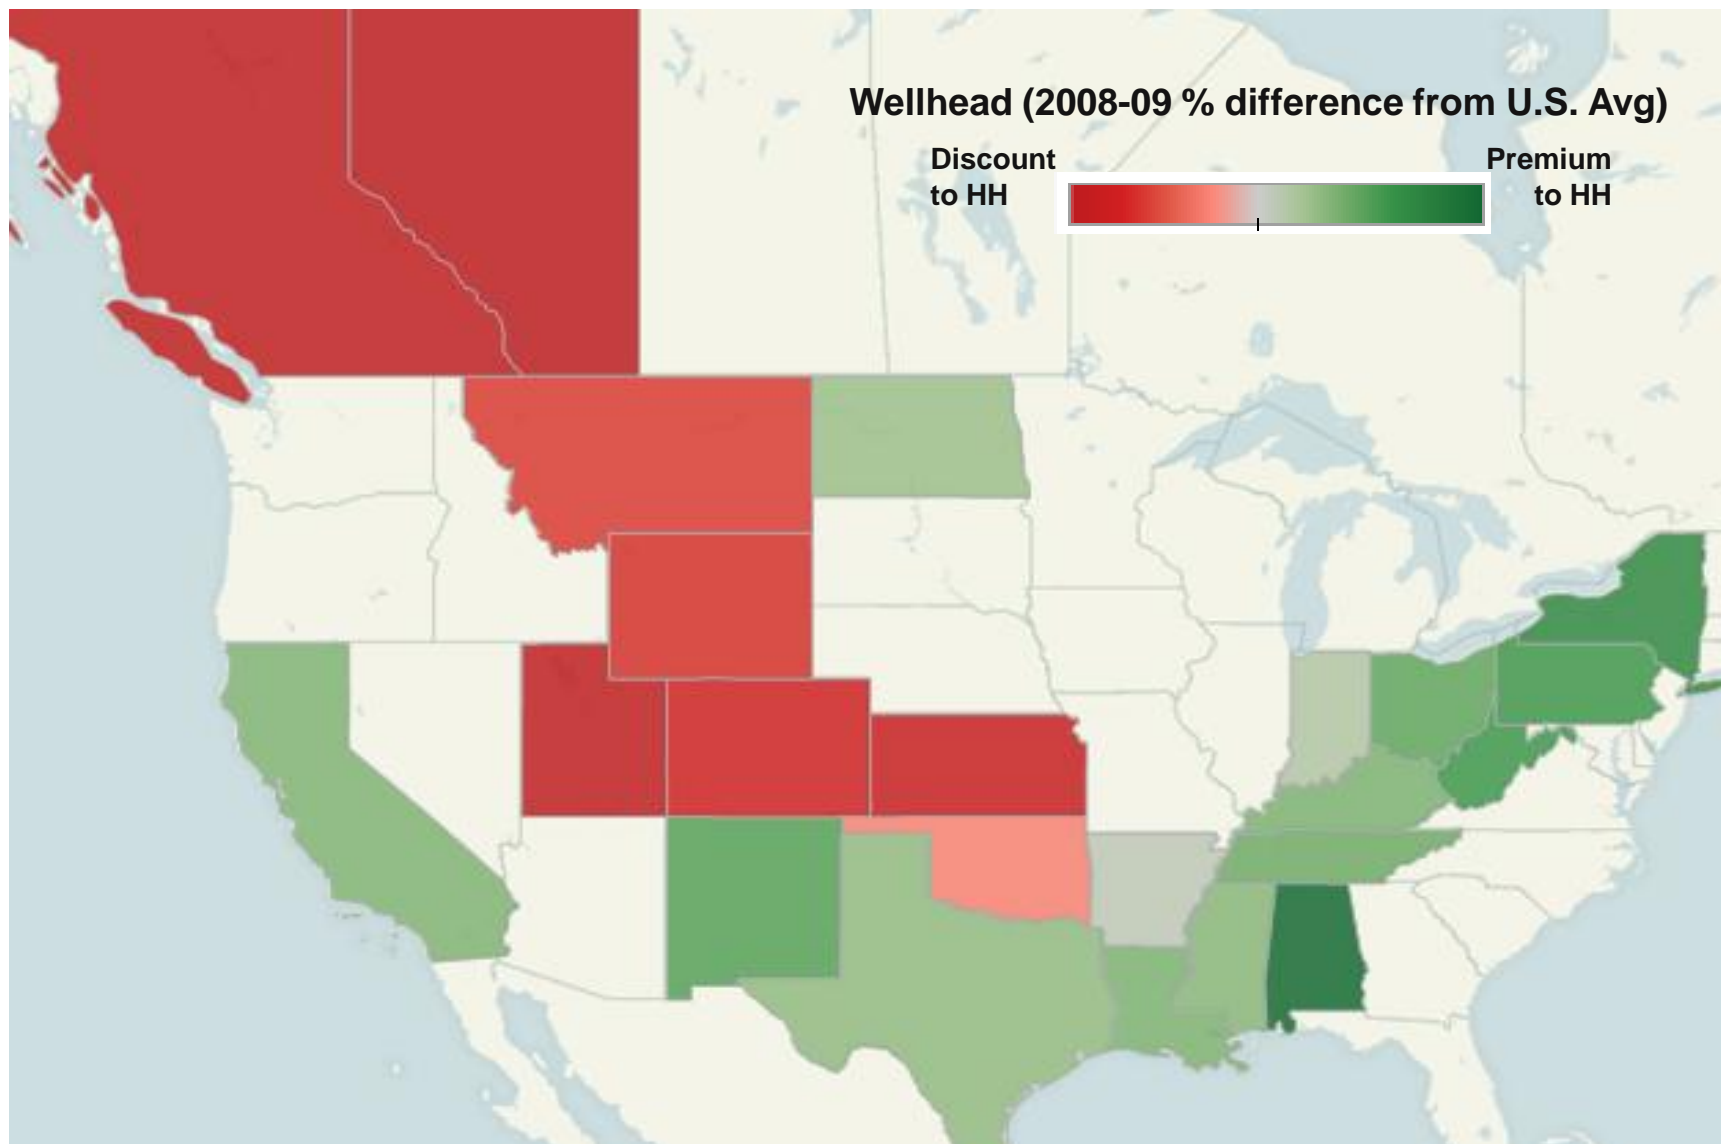 Wellhead (2008-09 % difference from U.S. Avg)
Discount
to HH
Premium
to HH